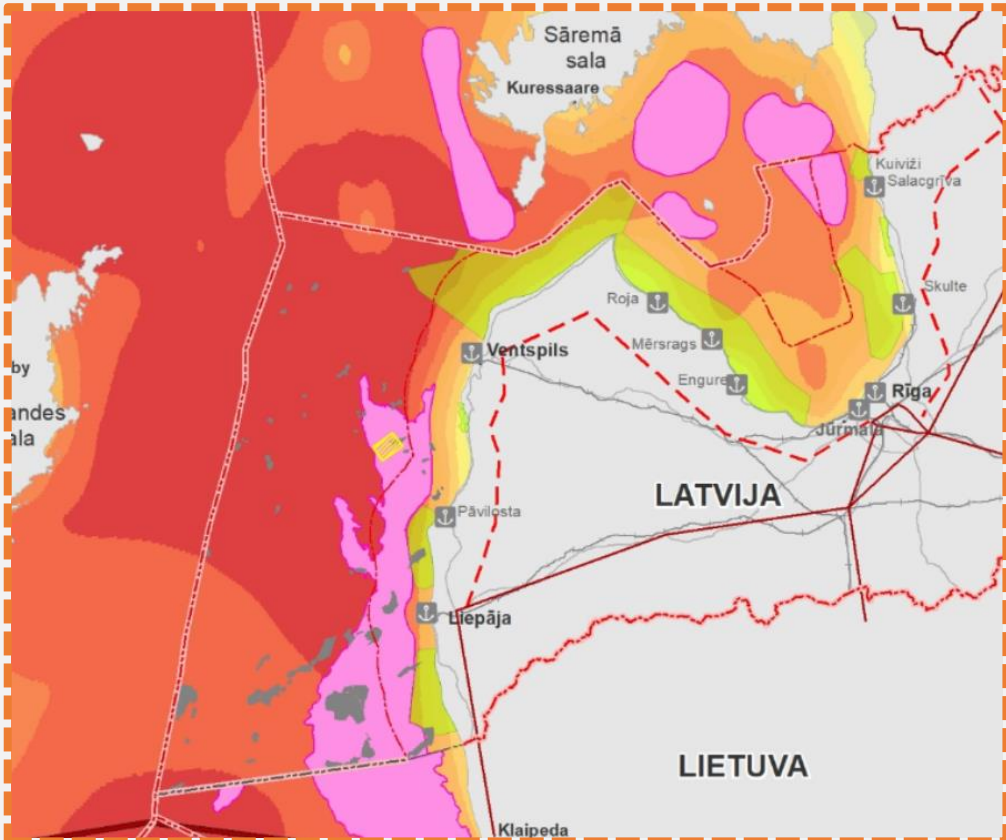 Sāremā
sala
Kuressaare
Kuiviži
Salacgrīva
by
andes
ala
Roja
Skulte
Mērsrags
Ventspils
Engure
Rīga
Jūrmala
LATVIJA
Pāvilosta
Liepāja
LIETUVA
Klaipeda